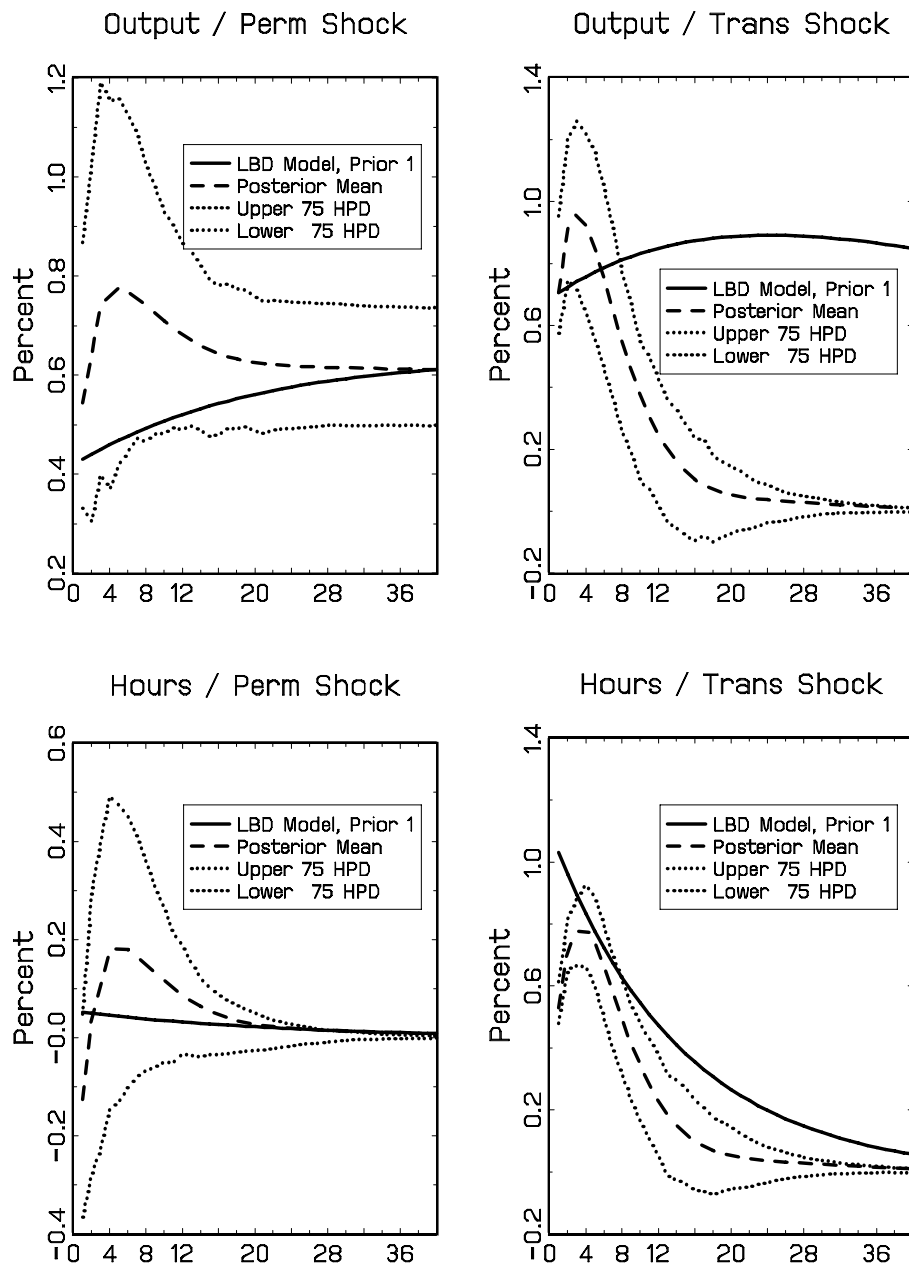 Output / Perm Shock
Percent
1.2
1.0
0.8
0.6
0.4
0.2
LBD Model, Prior 1
Posterior Mean
Upper 75 HPD
Lower 75 HPD
0 4 8 12 20 28 36
Output / Trans Shock
Percent
1.4
1.0
0.6
0.2
-0.2
LBD Model, Prior 1
Posterior Mean
Upper 75 HPD
Lower 75 HPD
0 4 8 12 20 28 36
Hours / Perm Shock
Percent
0.6
0.4
0.2
-0.0
-0.2
-0.4
LBD Model, Prior 1
Posterior Mean
Upper 75 HPD
Lower 75 HPD
0 4 8 12 20 28 36
Hours / Trans Shock
Percent
1.4
1.0
0.6
0.2
-0.2
LBD Model, Prior 1
Posterior Mean
Upper 75 HPD
Lower 75 HPD
0 4 8 12 20 28 36